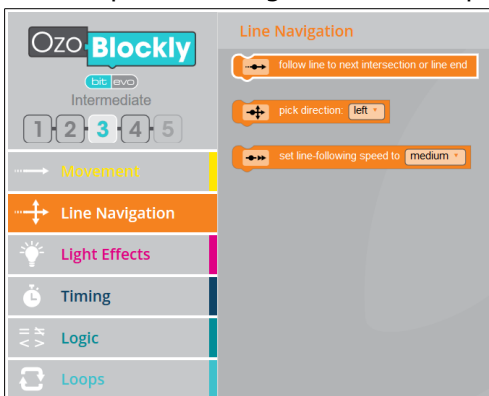 Ozo Blockly
bit evo
Intermediate
1 2 3 4 5
Movement
Line Navigation
Light Effects
Timing
Logic
Loops
Line Navigation
follow line to next intersection or line end
pick direction: left
set line-following speed to medium